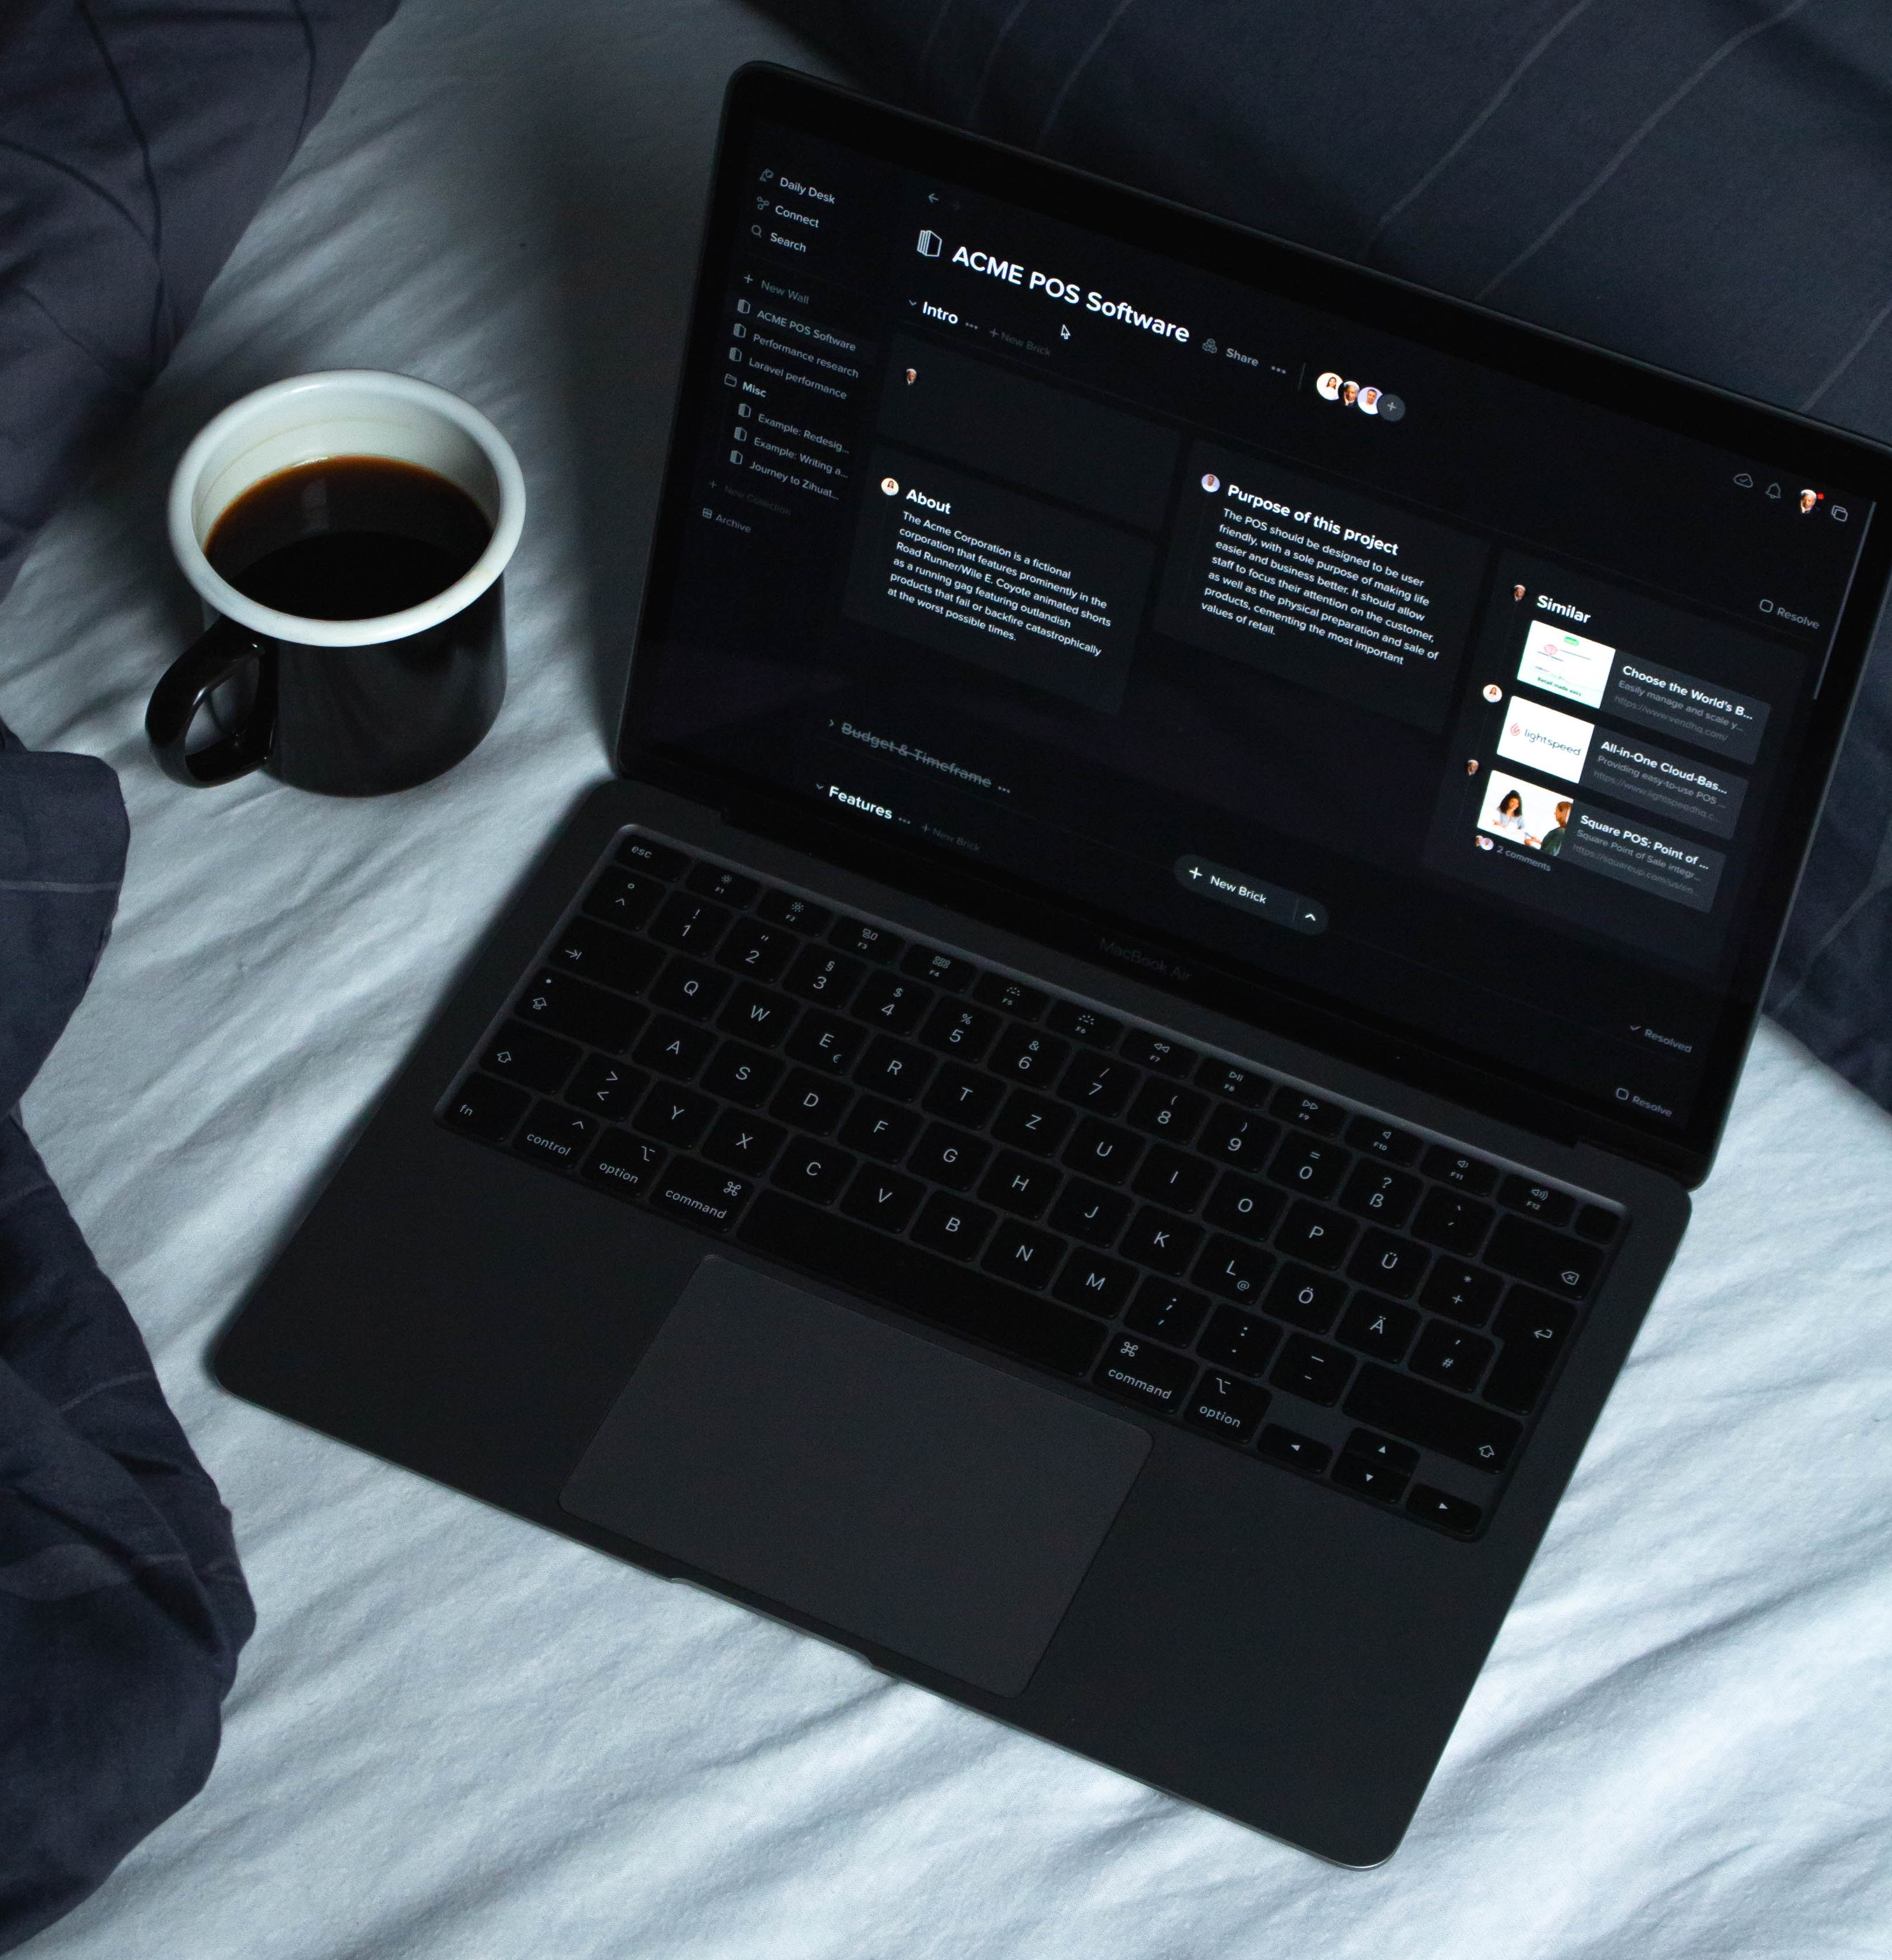 Daily Desk
Connect
Search
+ New Wall
ACME POS Software
Performance research
Laravel performance
Misc
Example: Redesig...
Example: Writing a...
Journey to Zihuat...
+ New Collection
Archive
ACME POS Software
Share
Intro ... + New Brick
Resolve
About
The Acme Corporation is a fictional
corporation that features prominently in the
Road Runner/Wile E. Coyote animated shorts
as a running gag featuring outlandish
products that fail or backfire catastrophically
at the worst possible times.
Purpose of this project
The POS should be designed to be user
friendly, with a sole purpose of making life
easier and business better. It should allow
staff to focus their attention on the customer,
as well as the physical preparation and sale of
products, cementing the most important
values of retail.
Similar
Retail made easy
Choose the World's B...
Easily manage and scale y...
https://www.vendhq.com/
lightspeed
All-in-One Cloud-Bas...
Providing easy-to-use POS ...
https://www.lightspeedhq.c...
Square POS: Point of ...
Square Point of Sale integr...
https://squareup.com/us/en...
2 comments
Budget & Timeframe ...
Resolved
Features ... + New Brick
Resolve
+ New Brick
MacBook Air
esc F1 F2 F3 F4 F5 F6 F7 F8 F9 F10 F11 F12
° ! " § $ % & / ( ) = ? `
^ 1 2 3 4 5 6 7 8 9 0 ß ´
Q W E € R T Z U I O P Ü * +
A S D F G H J K L @ Ö Ä ' #
> < Y X C V B N M ; , : . _ -
fn control option command command option